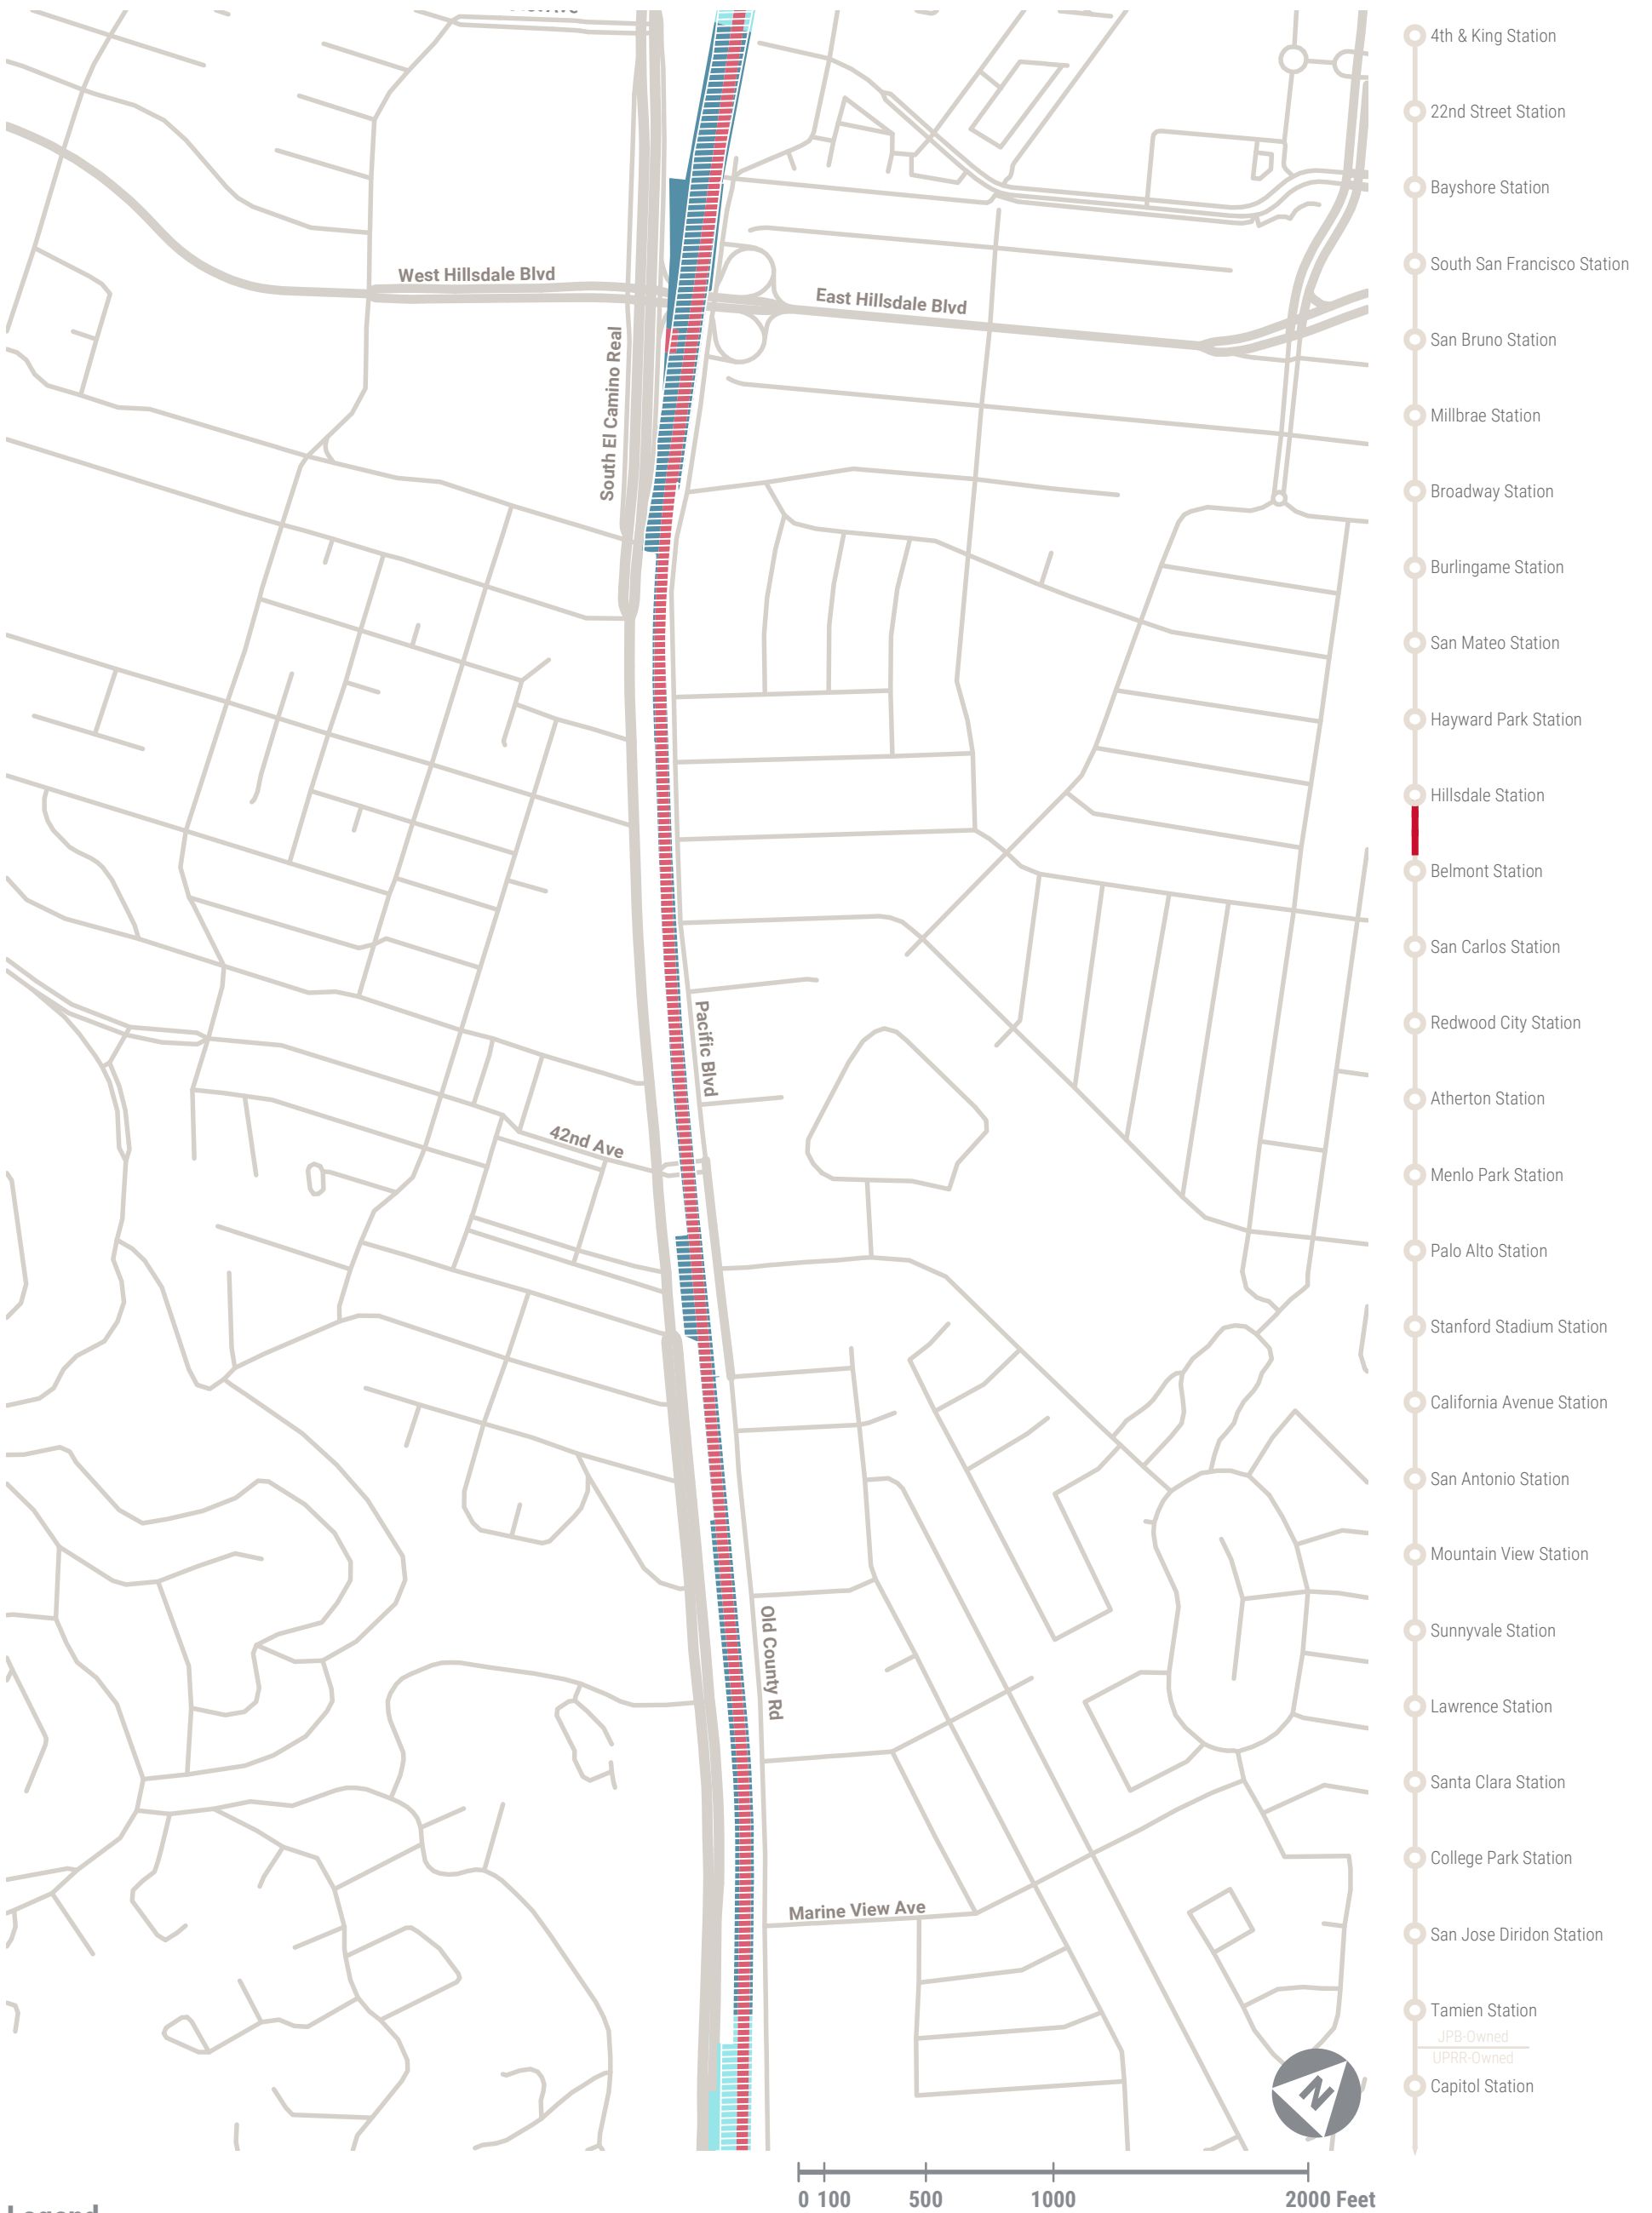 West Hillsdale Blvd
East Hillsdale Blvd
South El Camino Real
Pacific Blvd
42nd Ave
Old County Rd
Marine View Ave
N
0 100 500 1000 2000 Feet
4th & King Station
22nd Street Station
Bayshore Station
South San Francisco Station
San Bruno Station
Millbrae Station
Broadway Station
Burlingame Station
San Mateo Station
Hayward Park Station
Hillsdale Station
Belmont Station
San Carlos Station
Redwood City Station
Atherton Station
Menlo Park Station
Palo Alto Station
Stanford Stadium Station
California Avenue Station
San Antonio Station
Mountain View Station
Sunnyvale Station
Lawrence Station
Santa Clara Station
College Park Station
San Jose Diridon Station
Tamien Station
JPB-Owned
UPRR-Owned
Capitol Station
Legend